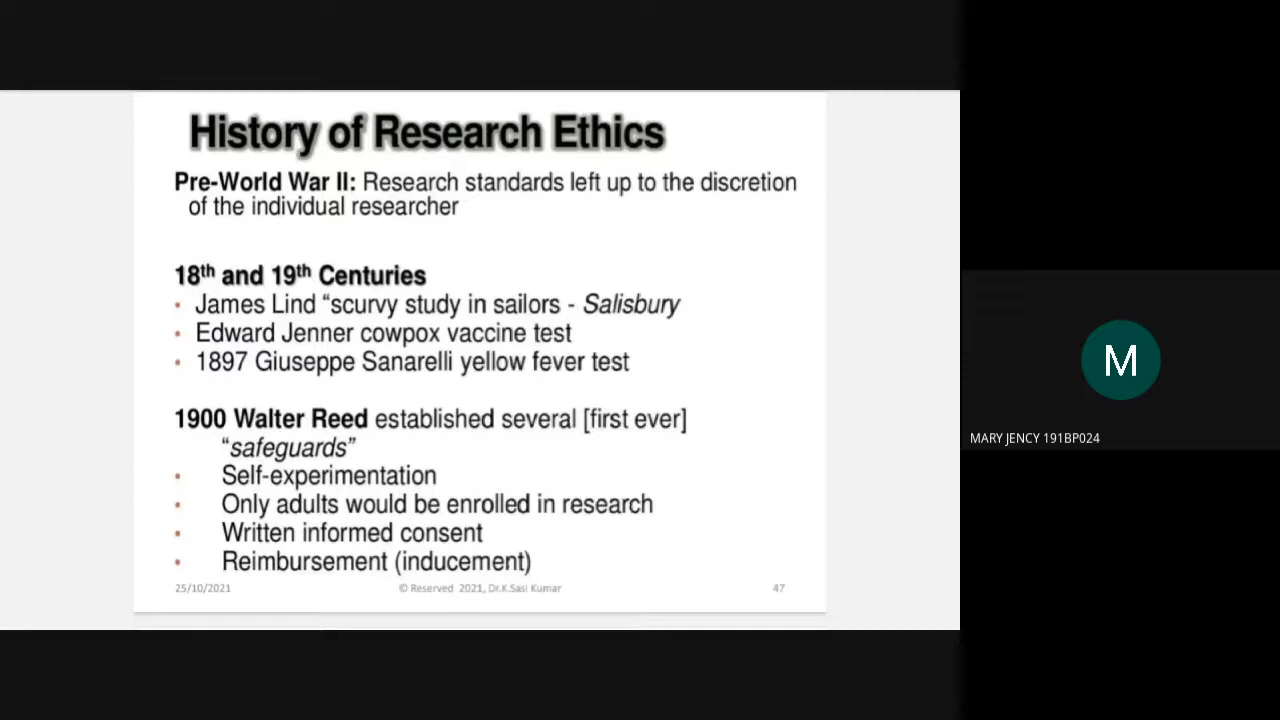 History of Research Ethics
Pre-World War II: Research standards left up to the discretion
of the individual researcher
18th and 19th Centuries
• James Lind “scurvy study in sailors - Salisbury
• Edward Jenner cowpox vaccine test
• 1897 Giuseppe Sanarelli yellow fever test
1900 Walter Reed established several [first ever]
“safeguards”
• Self-experimentation
• Only adults would be enrolled in research
• Written informed consent
• Reimbursement (inducement)
25/10/2021 © Reserved 2021, Dr.K.Sasi Kumar 47
M
MARY JENCY 191BP024